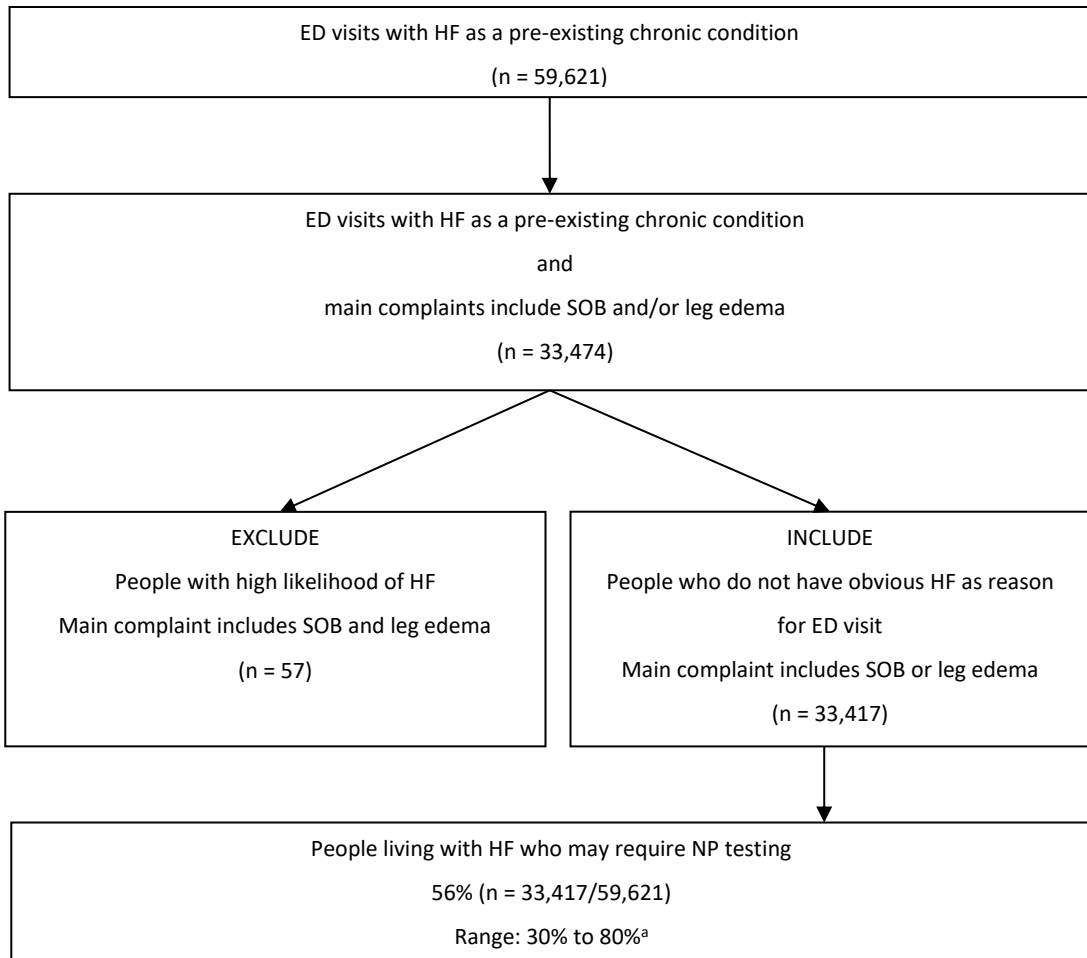 ED visits with HF as a pre-existing chronic condition
(n = 59,621)
ED visits with HF as a pre-existing chronic condition
and
main complaints include SOB and/or leg edema
(n = 33,474)
EXCLUDE
People with high likelihood of HF
Main complaint includes SOB and leg edema
(n = 57)
INCLUDE
People who do not have obvious HF as reason
for ED visit
Main complaint includes SOB or leg edema
(n = 33,417)
People living with HF who may require NP testing
56% (n = 33,417/59,621)
Range: 30% to 80%ᵃ